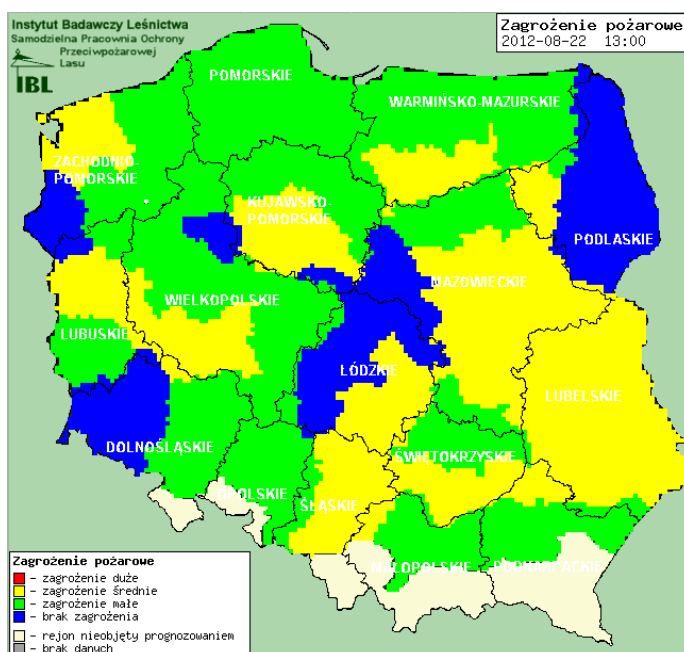 Instytut Badawczy Leśnictwa
Samodzielna Pracownia Ochrony
Przeciwpożarowej
Lasu
IBL
Zagrożenie pożarowe
2012-08-22 13:00
POMORSKIE
WARMIŃSKO-MAZURSKIE
ZACHODNIO-
POMORSKIE
KUJAWSKO-
POMORSKIE
PODLASKIE
MAZOWIECKIE
WIELKOPOLSKIE
LUBUSKIE
ŁÓDZKIE
LUBELSKIE
DOLNOŚLĄSKIE
ŚWIĘTOKRZYSKIE
OPOLSKIE
ŚLĄSKIE
MAŁOPOLSKIE
PODKARPACKIE
Zagrożenie pożarowe
- zagrożenie duże
- zagrożenie średnie
- zagrożenie małe
- brak zagrożenia
- rejon nieobjęty prognozowaniem
- brak danych